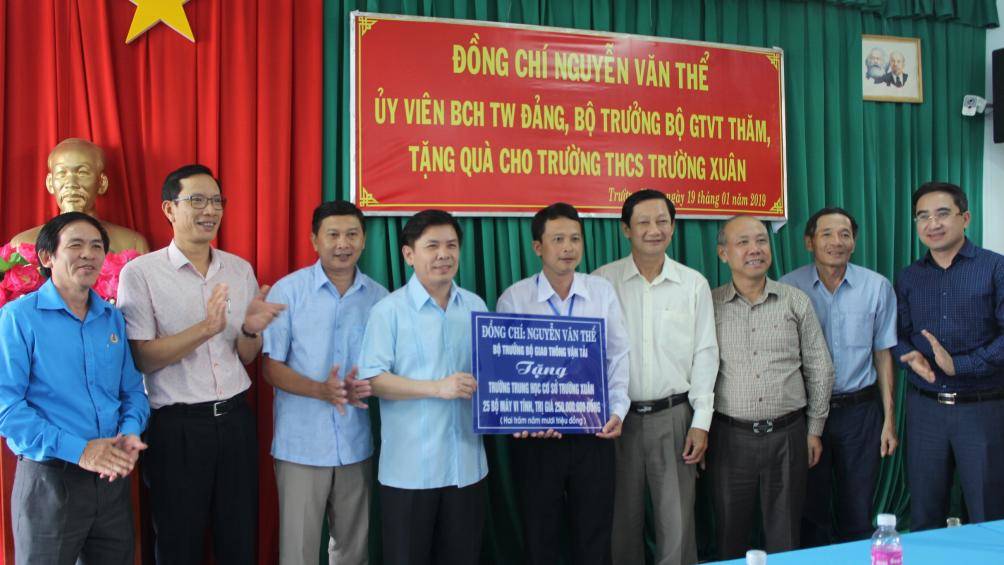 ĐỒNG CHÍ NGUYỄN VĂN THỂ
ỦY VIÊN BCH TW ĐẢNG, BỘ TRƯỞNG BỘ GTVT THĂM,
TẶNG QUÀ CHO TRƯỜNG THCS TRƯỜNG XUÂN
ngày 19 tháng 01 năm 2019
ĐỒNG CHÍ: NGUYỄN VĂN THỂ
BỘ TRƯỞNG BỘ GIAO THÔNG VẬN TẢI
Tặng
TRƯỜNG TRUNG HỌC CƠ SỞ TRƯỜNG XUÂN
25 BỘ MÁY VI TÍNH, TRỊ GIÁ 250.000.000 ĐỒNG
( Hai trăm năm mươi triệu đồng )